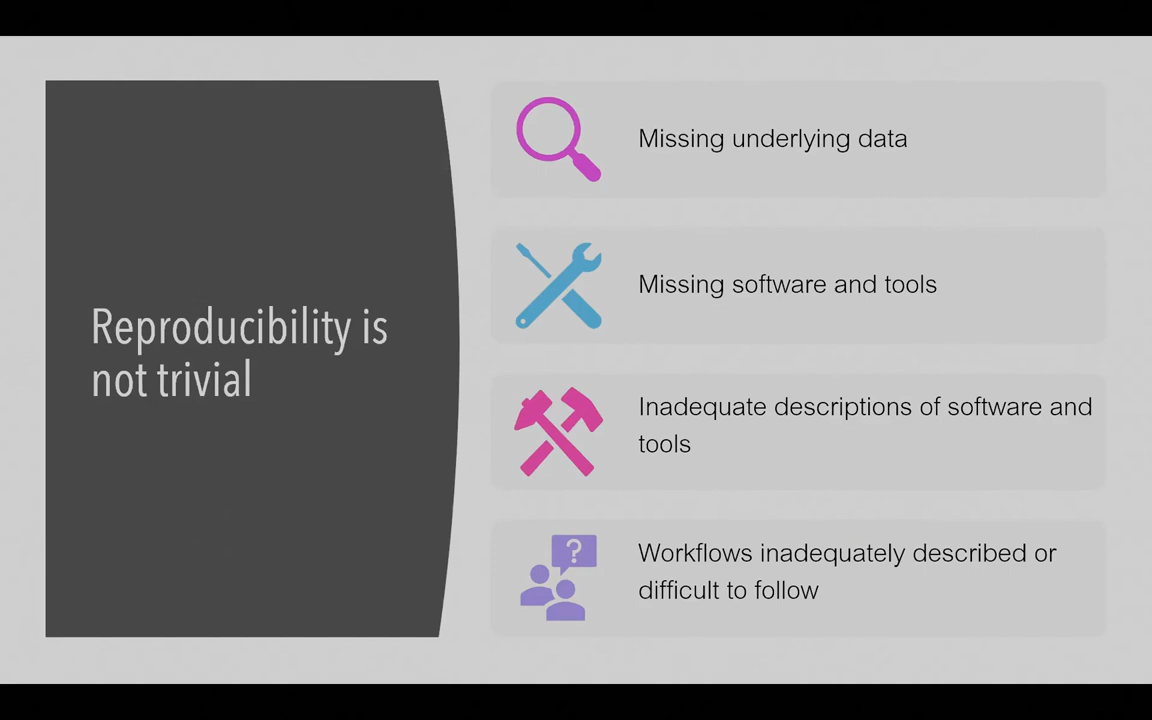 Reproducibility is
not trivial
Missing underlying data
Missing software and tools
Inadequate descriptions of software and
tools
?
Workflows inadequately described or
difficult to follow